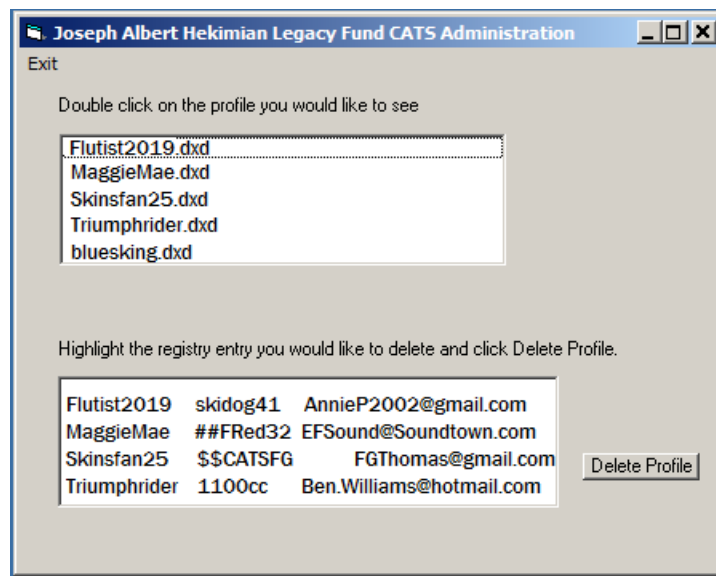 Joseph Albert Hekimian Legacy Fund CATS Administration
Exit
Double click on the profile you would like to see
Flutist2019.dxd
MaggieMae.dxd
Skinsfan25.dxd
Triumphrider.dxd
bluesking.dxd
Highlight the registry entry you would like to delete and click Delete Profile.
Flutist2019 skidog41 AnnieP2002@gmail.com
MaggieMae ##FRed32 EFSound@Soundtown.com
Skinsfan25 $$CATSFG FGThomas@gmail.com
Triumphrider 1100cc Ben.Williams@hotmail.com
Delete Profile